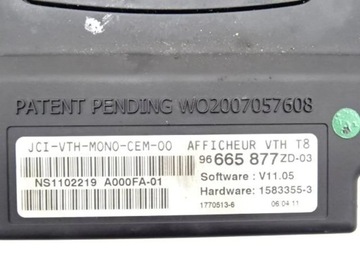 PATENT PENDING WO2007057608
JCI-VTH-MONO-CEM-00 AFFICHEUR VTH T8
96 665 877 ZD-03
Software : V11.05
NS1102219 A000FA-01
Hardware: 1583355-3
1770513-6 06.04.11